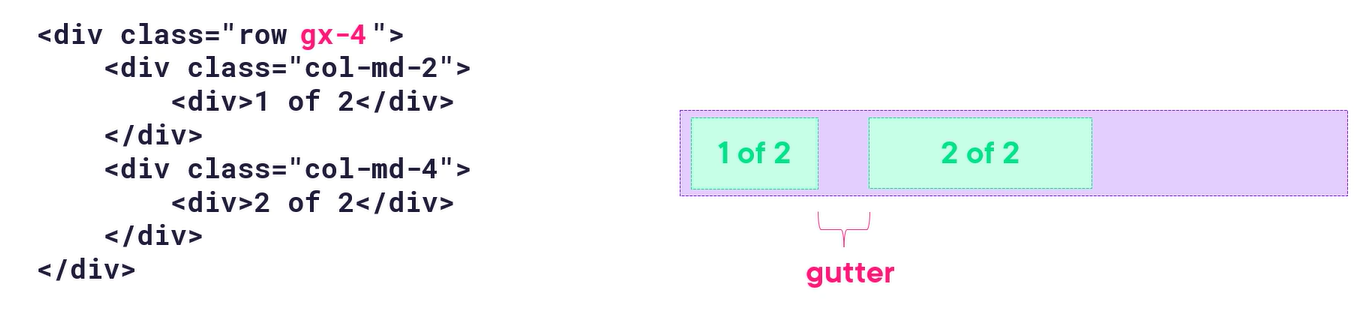 <div class="row gx-4">
<div class="col-md-2">
<div>1 of 2</div>
</div>
<div class="col-md-4">
<div>2 of 2</div>
</div>
</div>
1 of 2
2 of 2
gutter